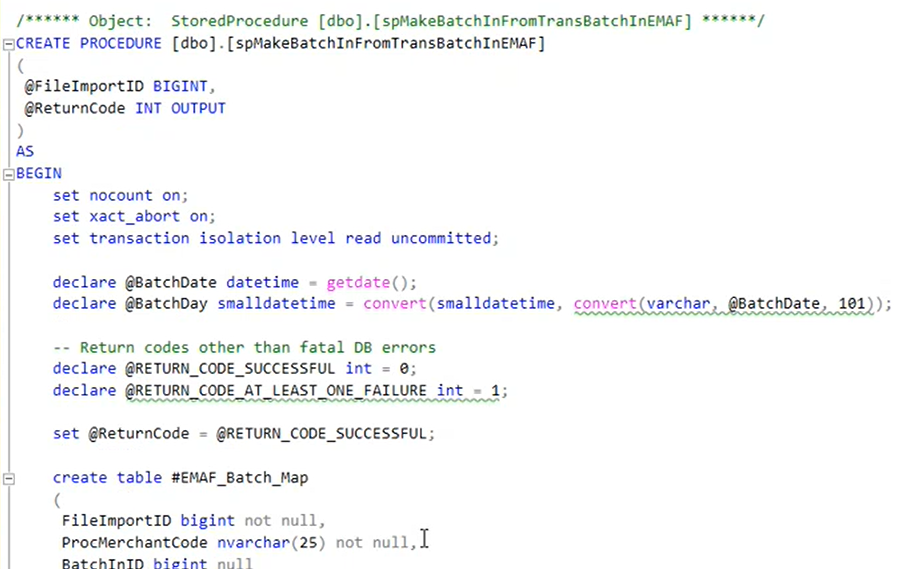 /****** Object:  StoredProcedure [dbo].[spMakeBatchInFromTransBatchInEMAF] ******/
CREATE PROCEDURE [dbo].[spMakeBatchInFromTransBatchInEMAF]
(
 @FileImportID BIGINT,
 @ReturnCode INT OUTPUT
)
AS
BEGIN
    set nocount on;
    set xact_abort on;
    set transaction isolation level read uncommitted;
    declare @BatchDate datetime = getdate();
    declare @BatchDay smalldatetime = convert(smalldatetime, convert(varchar, @BatchDate, 101));
    -- Return codes other than fatal DB errors
    declare @RETURN_CODE_SUCCESSFUL int = 0;
    declare @RETURN_CODE_AT_LEAST_ONE_FAILURE int = 1;
    set @ReturnCode = @RETURN_CODE_SUCCESSFUL;
    create table #EMAF_Batch_Map
    (
     FileImportID bigint not null,
     ProcMerchantCode nvarchar(25) not null,
     BatchInID bigint null